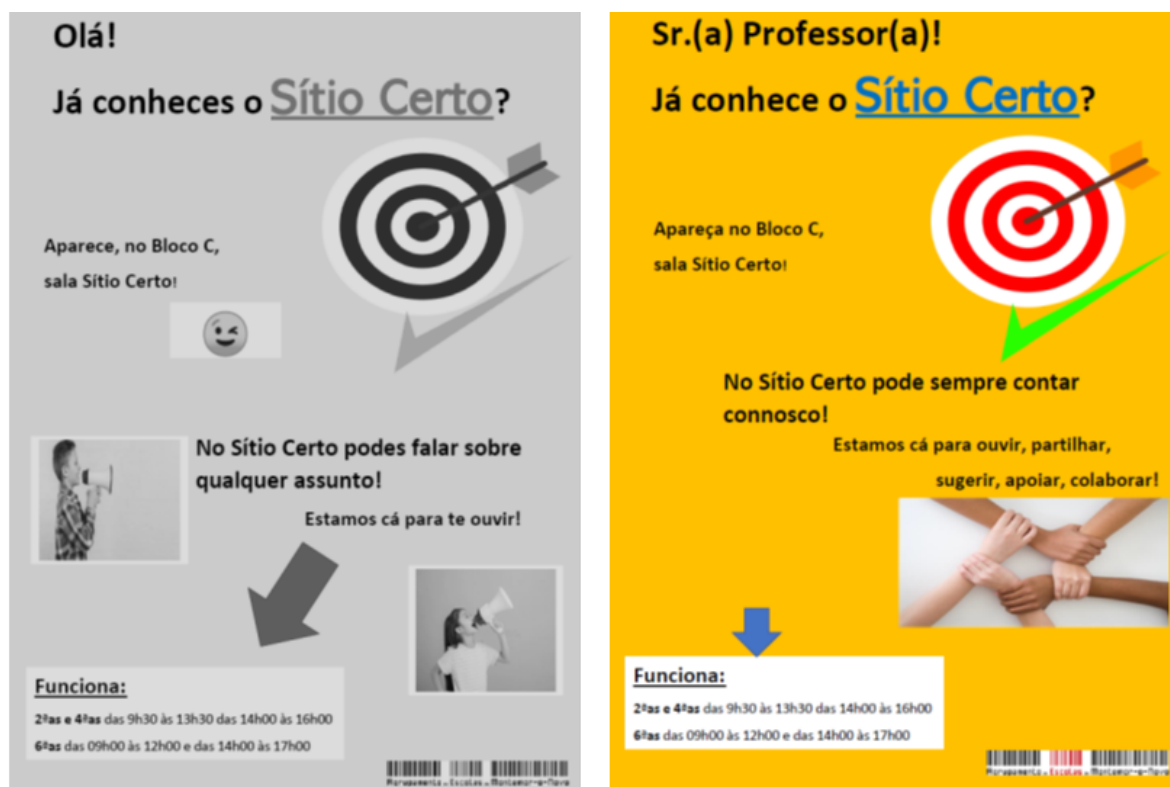 Olá!
Já conheces o Sítio Certo?
Aparece, no Bloco C,
sala Sítio Certo!
No Sítio Certo podes falar sobre
qualquer assunto!
Estamos cá para te ouvir!
Funciona:
2ªas e 4ªas das 9h30 às 13h30 das 14h00 às 16h00
6ªas das 09h00 às 12h00 e das 14h00 às 17h00
Sr.(a) Professor(a)!
Já conhece o Sítio Certo?
Apareça no Bloco C,
sala Sítio Certo!
No Sítio Certo pode sempre contar
connosco!
Estamos cá para ouvir, partilhar,
sugerir, apoiar, colaborar!
Funciona:
2ªas e 4ªas das 9h30 às 13h30 das 14h00 às 16h00
6ªas das 09h00 às 12h00 e das 14h00 às 17h00